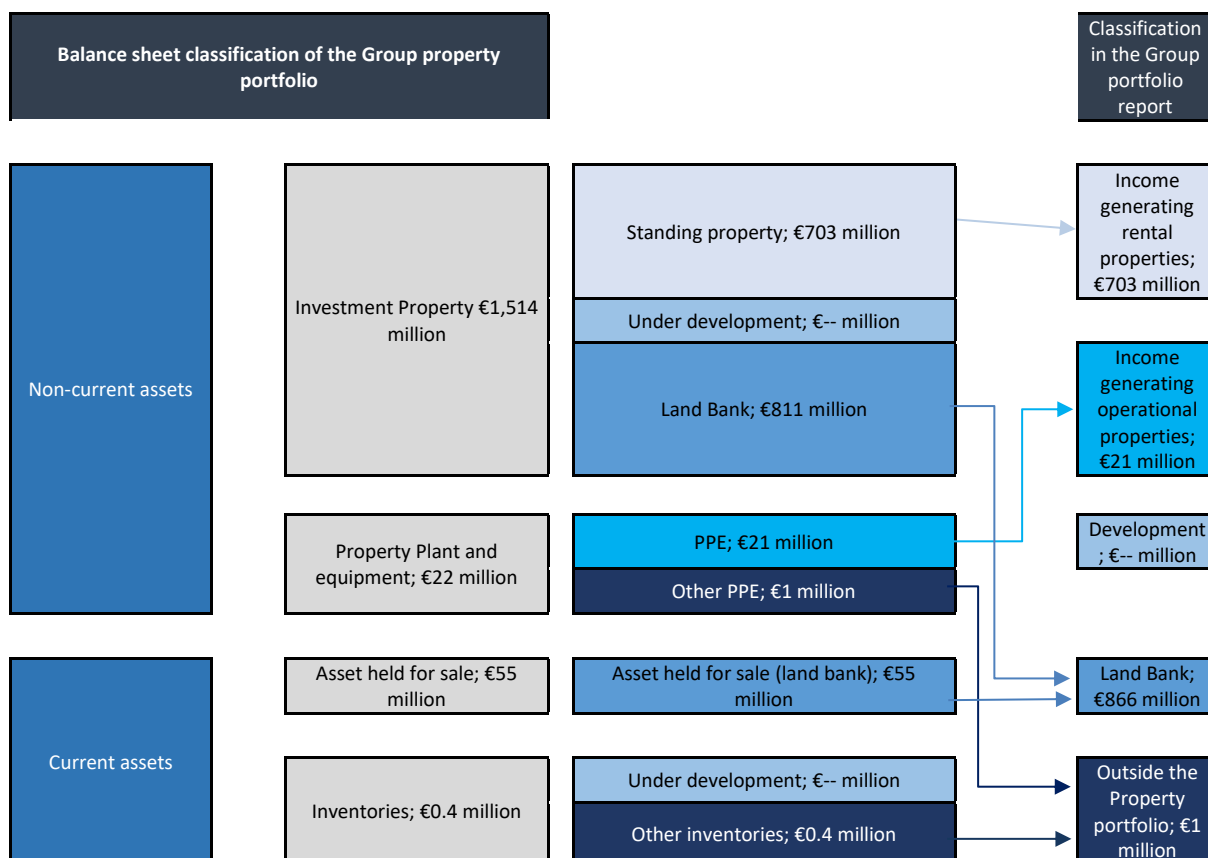 Balance sheet classification of the Group property
portfolio
Classification
in the Group
portfolio
report
Non-current assets
Investment Property €1,514
million
Standing property; €703 million
Income
generating
rental
properties;
€703 million
Under development; €-- million
Land Bank; €811 million
Income
generating
operational
properties;
€21 million
Property Plant and
equipment; €22 million
PPE; €21 million
Other PPE; €1 million
Development
; €-- million
Current assets
Asset held for sale; €55
million
Asset held for sale (land bank); €55
million
Land Bank;
€866 million
Inventories; €0.4 million
Under development; €-- million
Other inventories; €0.4 million
Outside the
Property
portfolio; €1
million